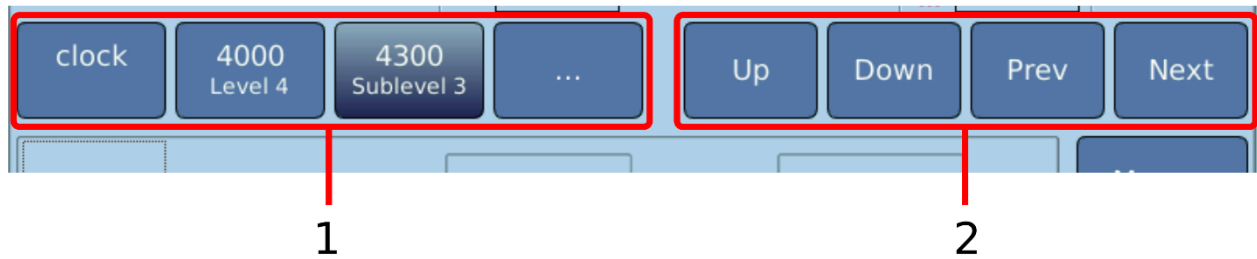 clock
4000
Level 4
4300
Sublevel 3
...
Up
Down
Prev
Next
1
2